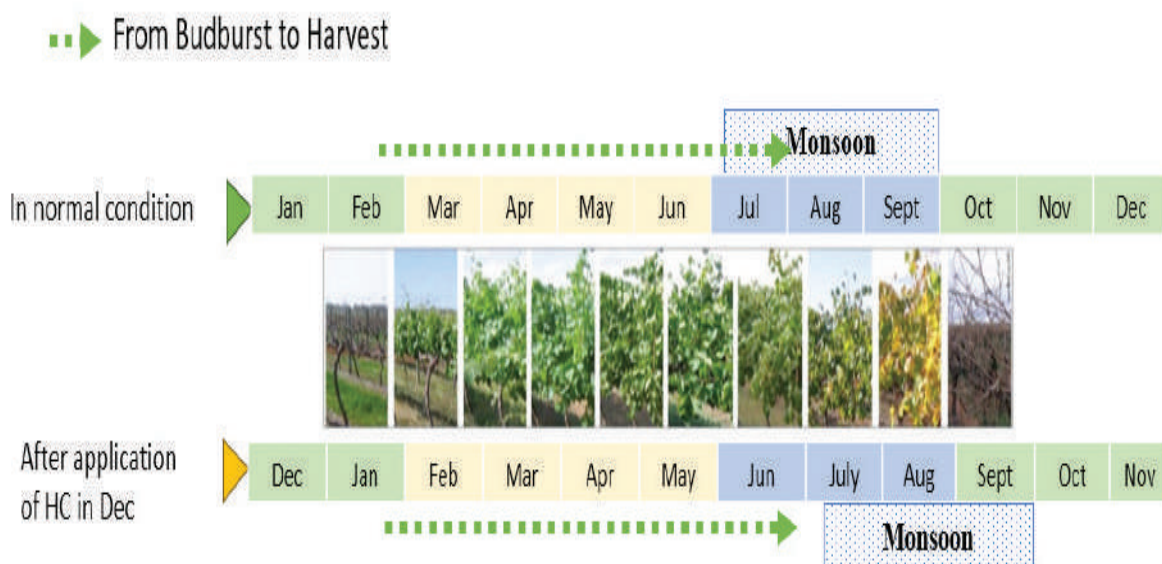 From Budburst to Harvest
Monsoon
In normal condition
Jan Feb Mar Apr May Jun Jul Aug Sept Oct Nov Dec
After application
of HC in Dec
Dec Jan Feb Mar Apr May Jun July Aug Sept Oct Nov
Monsoon